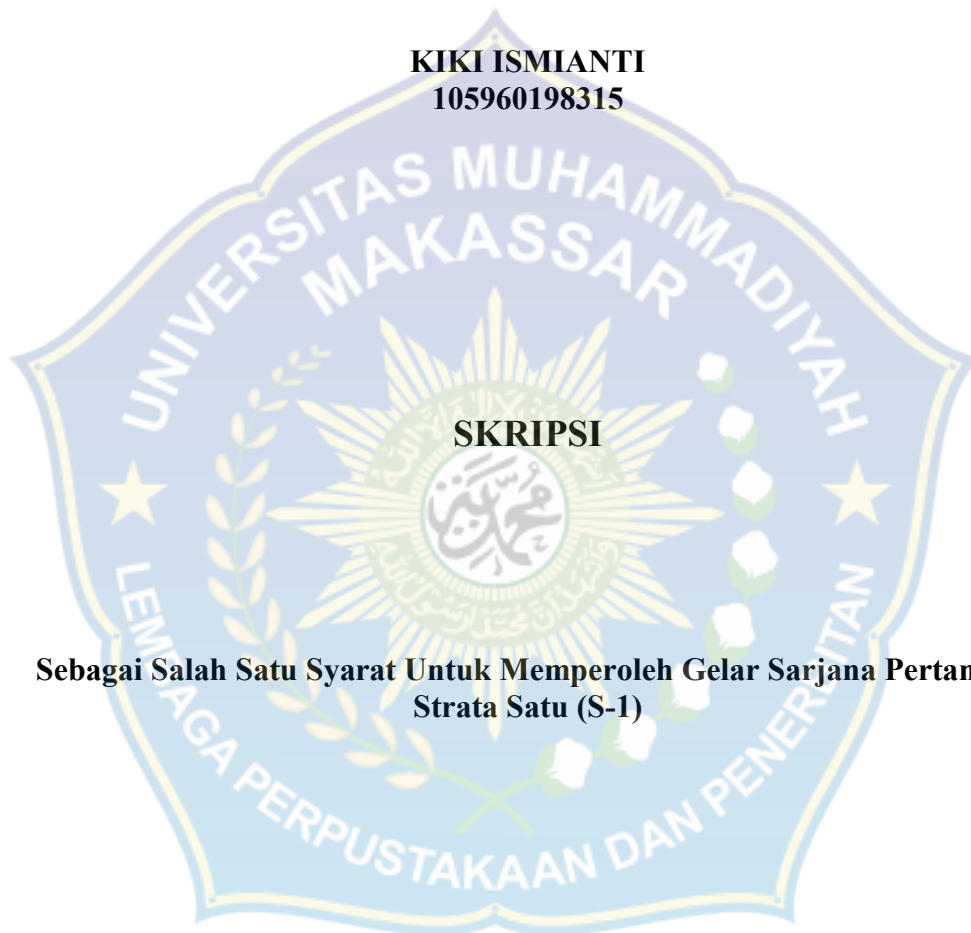 KIKI ISMIANTI
105960198315
UNIVERSITAS MUHAMMADIYAH
MAKASSAR
SKRIPSI
محمدية
Sebagai Salah Satu Syarat Untuk Memperoleh Gelar Sarjana Pertan
Strata Satu (S-1)
LEMBAGA PERPUSTAKAAN DAN PENERBITAN